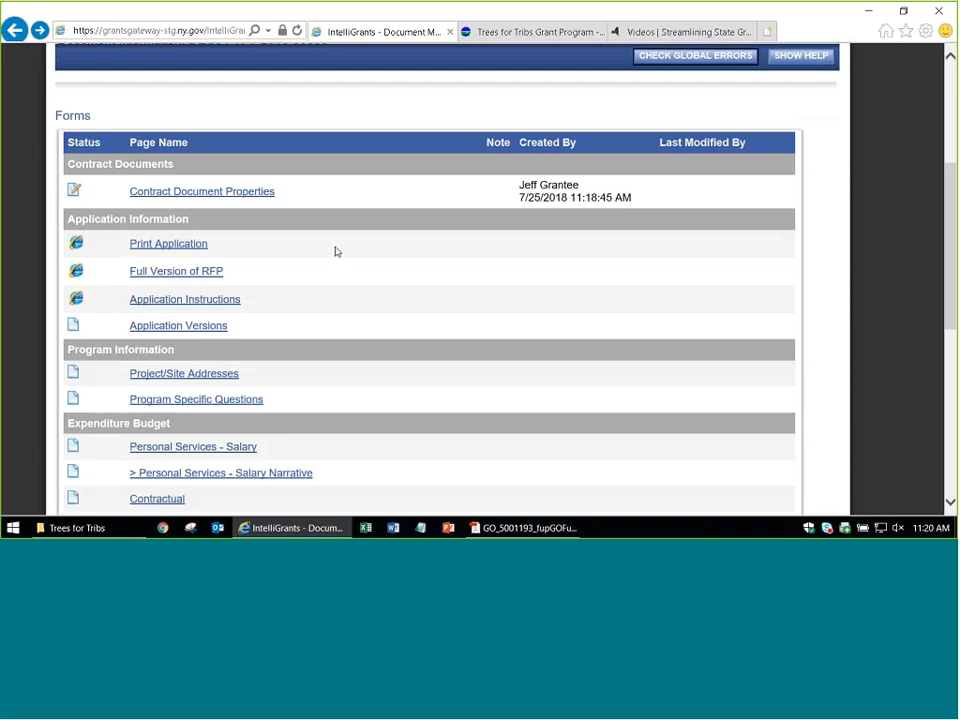 https://grantsgateway-stg.ny.gov/IntelliGra
IntelliGrants - Document M...
Trees for Tribs Grant Program -...
Videos | Streamlining State Gr...
CHECK GLOBAL ERRORS
SHOW HELP
Forms
Status Page Name Note Created By Last Modified By
Contract Documents
Contract Document Properties
Jeff Grantee
7/25/2018 11:18:45 AM
Application Information
Print Application
Full Version of RFP
Application Instructions
Application Versions
Program Information
Project/Site Addresses
Program Specific Questions
Expenditure Budget
Personal Services - Salary
> Personal Services - Salary Narrative
Contractual
Trees for Tribs
IntelliGrants - Docum...
GO_5001193_fupGOFu...
11:20 AM